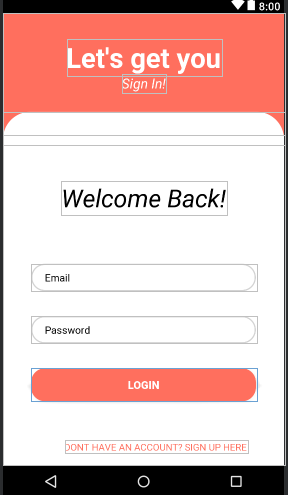 8:00
Let's get you
Sign In!
Welcome Back!
Email
Password
LOGIN
DONT HAVE AN ACCOUNT? SIGN UP HERE